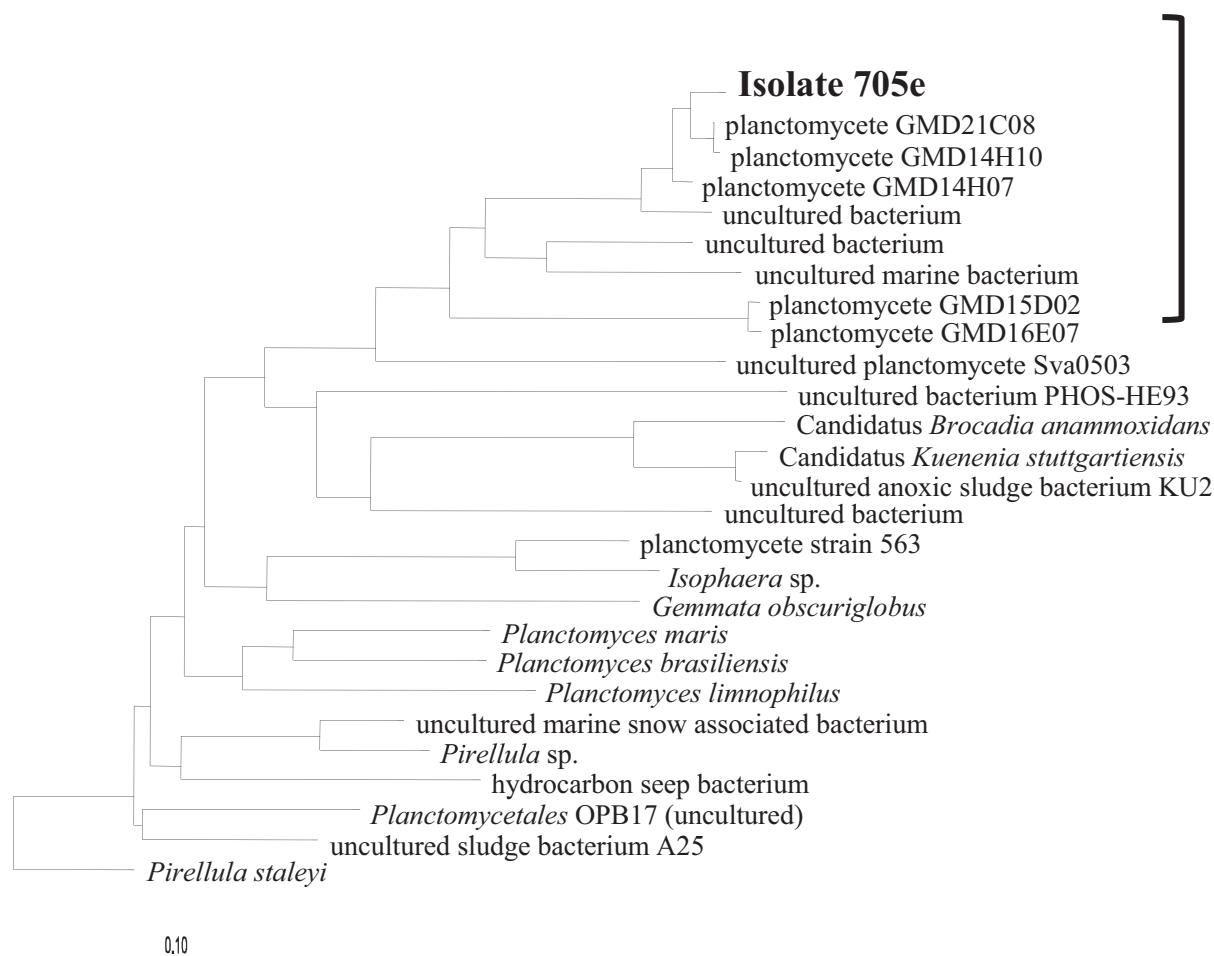 Isolate 705e
planctomycete GMD21C08
planctomycete GMD14H10
planctomycete GMD14H07
uncultured bacterium
uncultured bacterium
uncultured marine bacterium
planctomycete GMD15D02
planctomycete GMD16E07
uncultured planctomycete Sva0503
uncultured bacterium PHOS-HE93
Candidatus Brocadia anammoxidans
Candidatus Kuenenia stuttgartiensis
uncultured anoxic sludge bacterium KU2
uncultured bacterium
planctomycete strain 563
Isophaera sp.
Gemmata obscuriglobus
Planctomyces maris
Planctomyces brasiliensis
Planctomyces limnophilus
uncultured marine snow associated bacterium
Pirellula sp.
hydrocarbon seep bacterium
Planctomycetales OPB17 (uncultured)
uncultured sludge bacterium A25
Pirellula staleyi
0.10